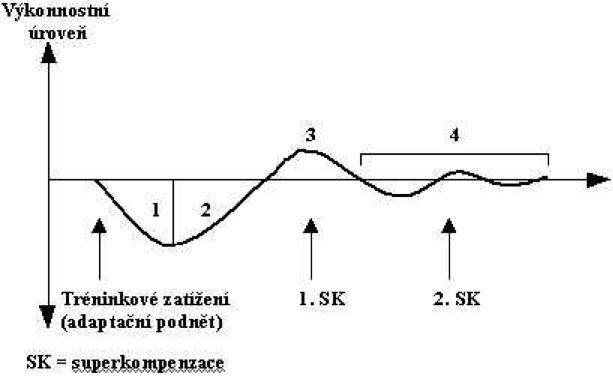 Výkonnostní
úroveň
3
4
1
2
Tréninkové zatížení
(adaptační podnět)
1. SK
2. SK
SK = superkompenzace